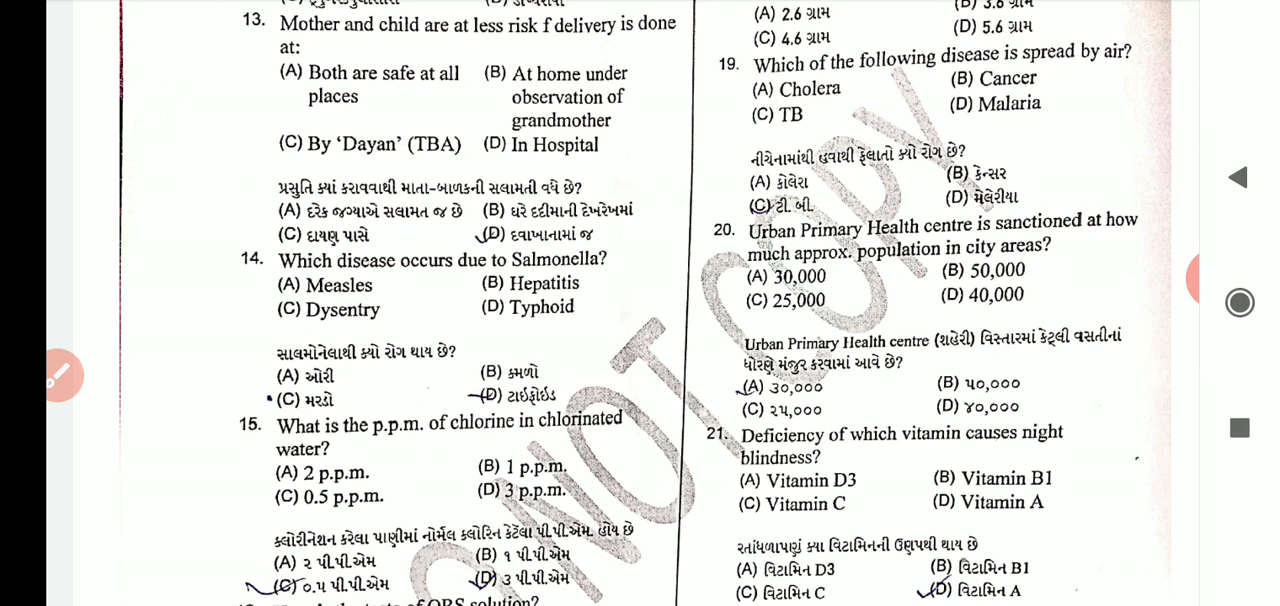 13. Mother and child are at less risk f delivery is done
at:
(A) Both are safe at all places (B) At home under observation of grandmother
(C) By ‘Dayan’ (TBA) (D) In Hospital
પ્રસુતિ ક્યાં કરાવવાથી માતા-બાળકની સલામતી વધે છે?
(A) દરેક જગ્યાએ સલામત જ છે (B) ઘરે દદીમાની દેખરેખમાં
(C) દાયણ પાસે (D) દવાખાનામાં જ
14. Which disease occurs due to Salmonella?
(A) Measles (B) Hepatitis
(C) Dysentry (D) Typhoid
સાલમોનેલાથી ક્યો રોગ થાય છે?
(A) ઓરી (B) કમળો
(C) મરડો (D) ટાઇફોઇડ
15. What is the p.p.m. of chlorine in chlorinated
water?
(A) 2 p.p.m. (B) 1 p.p.m.
(C) 0.5 p.p.m. (D) 3 p.p.m.
ક્લોરીનેશન કરેલા પાણીમાં નોર્મલ ક્લોરિન કેટેલા પી.પી.એમ. હોય છે
(A) ૨ પી.પી.એમ (B) ૧ પી.પી.એમ
(C) ૦.૫ પી.પી.એમ (D) ૩ પી.પી.એમ
ORS solution?
(A) 2.6 ગ્રામ (B) 3.6 ગ્રામ
(C) 4.6 ગ્રામ (D) 5.6 ગ્રામ
19. Which of the following disease is spread by air?
(A) Cholera (B) Cancer
(C) TB (D) Malaria
નીચેનામાંથી હવાથી ફેલાતો ક્યો રોગ છે?
(A) કોલેરા (B) કેન્સર
(C) ટી. બી. (D) મેલેરીયા
20. Urban Primary Health centre is sanctioned at how
much approx. population in city areas?
(A) 30,000 (B) 50,000
(C) 25,000 (D) 40,000
Urban Primary Health centre (શહેરી) વિસ્તારમાં કેટ્લી વસતીનાં
ધોરણે મંજુર કરવામાં આવે છે?
(A) ૩૦,૦૦૦ (B) ૫૦,૦૦૦
(C) ૨૫,૦૦૦ (D) ૪૦,૦૦૦
21. Deficiency of which vitamin causes night
blindness?
(A) Vitamin D3 (B) Vitamin B1
(C) Vitamin C (D) Vitamin A
રતાંધળાપણું ક્યા વિટામિનની ઉણપથી થાય છે
(A) વિટામિન D3 (B) વિટામિન B1
(C) વિટામિન C (D) વિટામિન A
NOT COPY